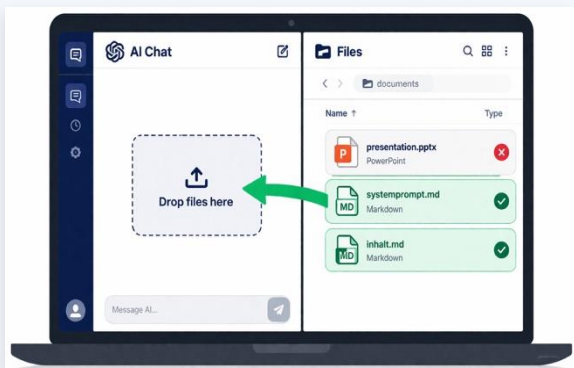 AI Chat
Drop files here
Message AI...
Files
documents
Name ↑
Type
P
presentation.pptx
PowerPoint
MD
systemprompt.md
Markdown
MD
inhalt.md
Markdown